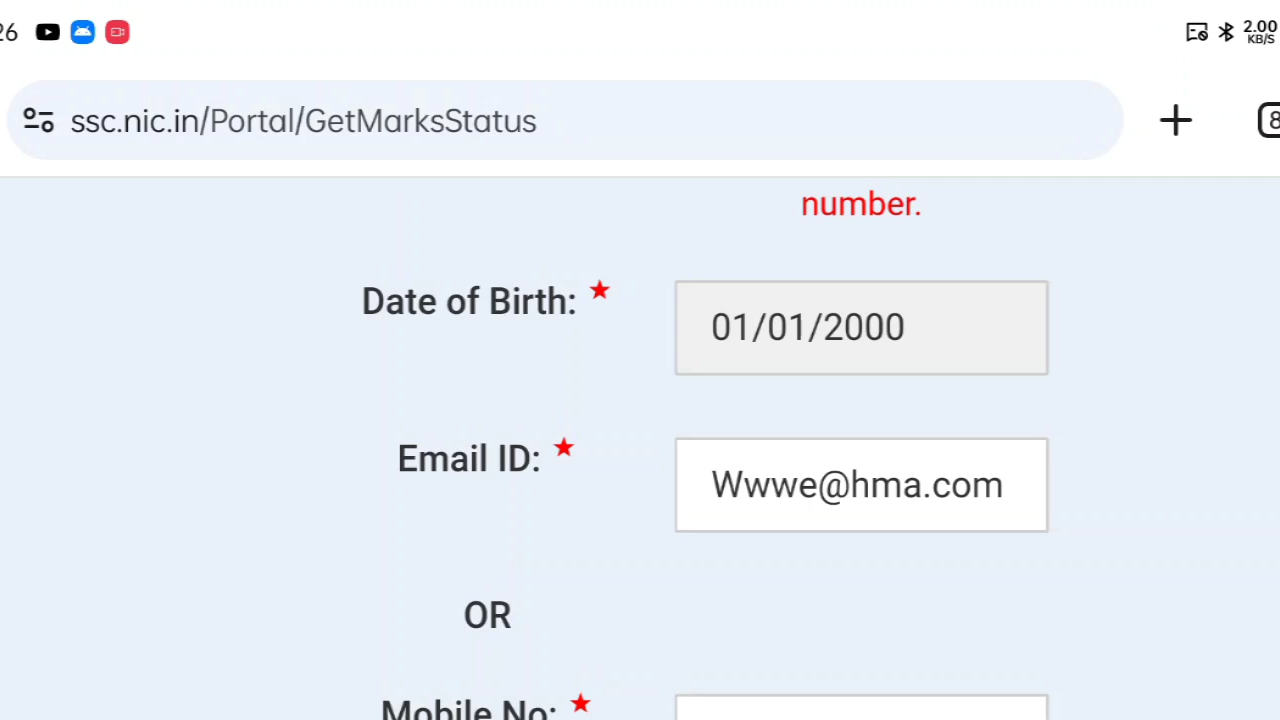 26
2.00
KB/S
ssc.nic.in/Portal/GetMarksStatus
8
number.
Date of Birth: ★
01/01/2000
Email ID: ★
Wwwe@hma.com
OR
Mobile No: ★